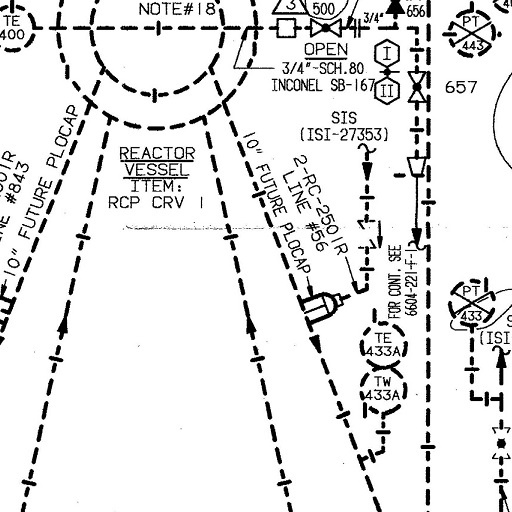 NOTE#18
3
500
3/4"
656
TE
400
PT
443
OPEN
I
3/4"-SCH.80
INCONEL SB-167
II
657
SIS
(ISI-27353)
REACTOR
VESSEL
ITEM:
RCP CRV 1
10" FUTURE PLOCAP
LINE #843
10" FUTURE PLOCAP
2-RC-2501R
LINE #56
FOR CONT. SEE
6604-221-F-1
PT
433
(ISI
TE
433A
TW
433A